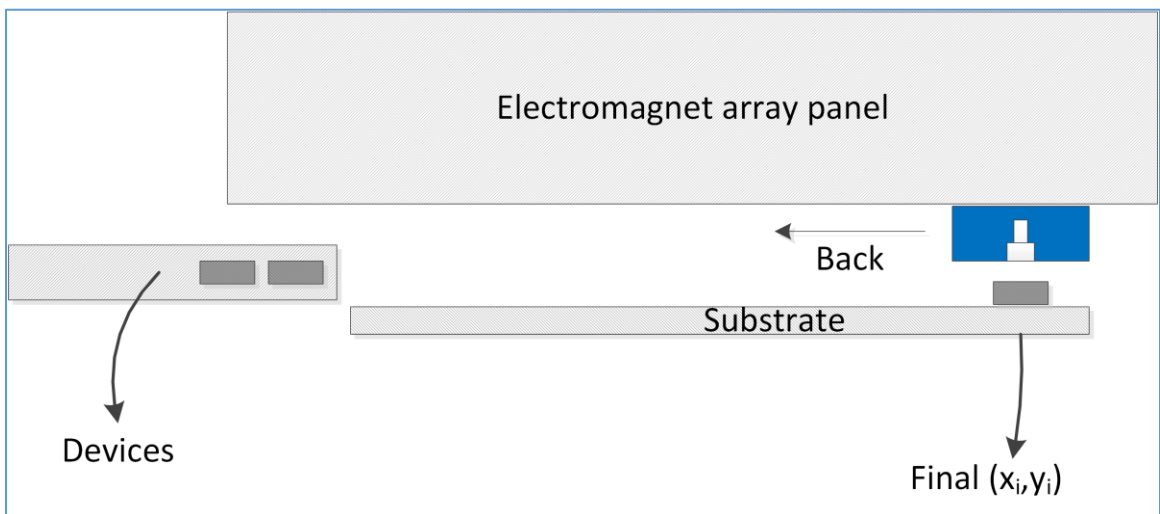 Electromagnet array panel
Back
Substrate
Devices
Final (xᵢ,yᵢ)